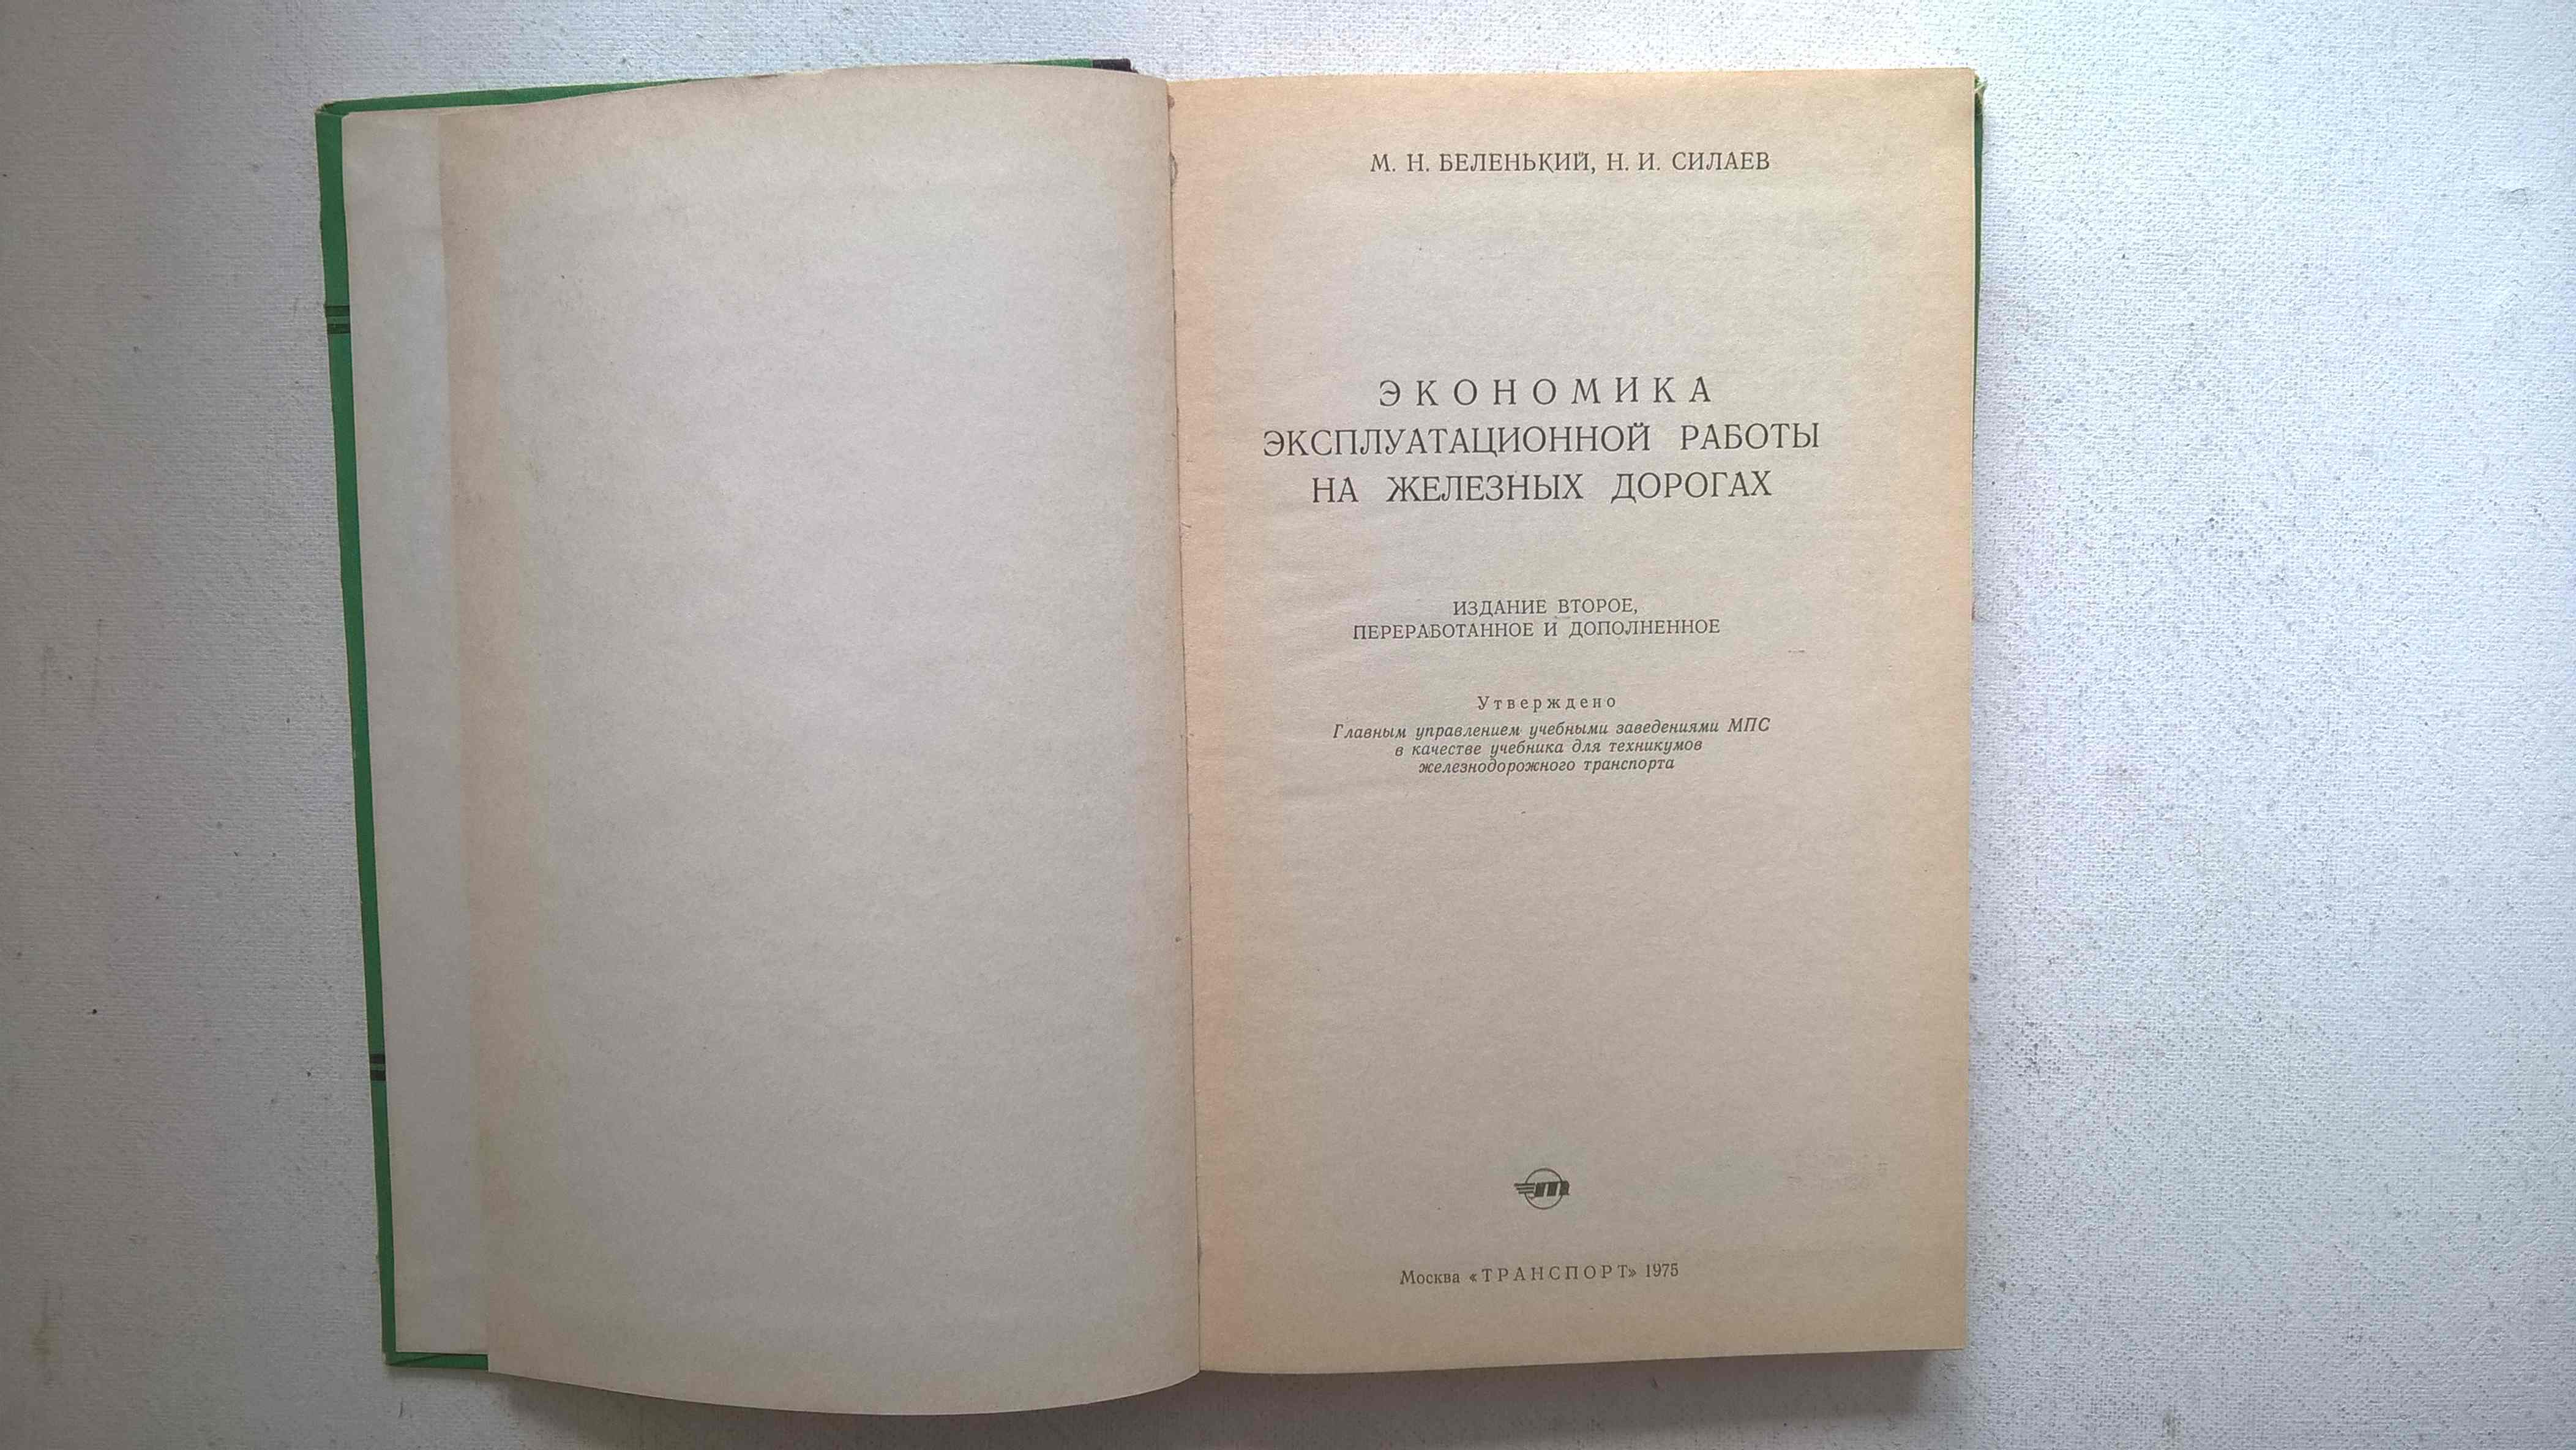 М. Н. БЕЛЕНЬКИЙ, Н. И. СИЛАЕВ
ЭКОНОМИКА
ЭКСПЛУАТАЦИОННОЙ РАБОТЫ
НА ЖЕЛЕЗНЫХ ДОРОГАХ
ИЗДАНИЕ ВТОРОЕ,
ПЕРЕРАБОТАННОЕ И ДОПОЛНЕННОЕ
Утверждено
Главным управлением учебными заведениями МПС
в качестве учебника для техникумов
железнодорожного транспорта
т
Москва «ТРАНСПОРТ» 1975